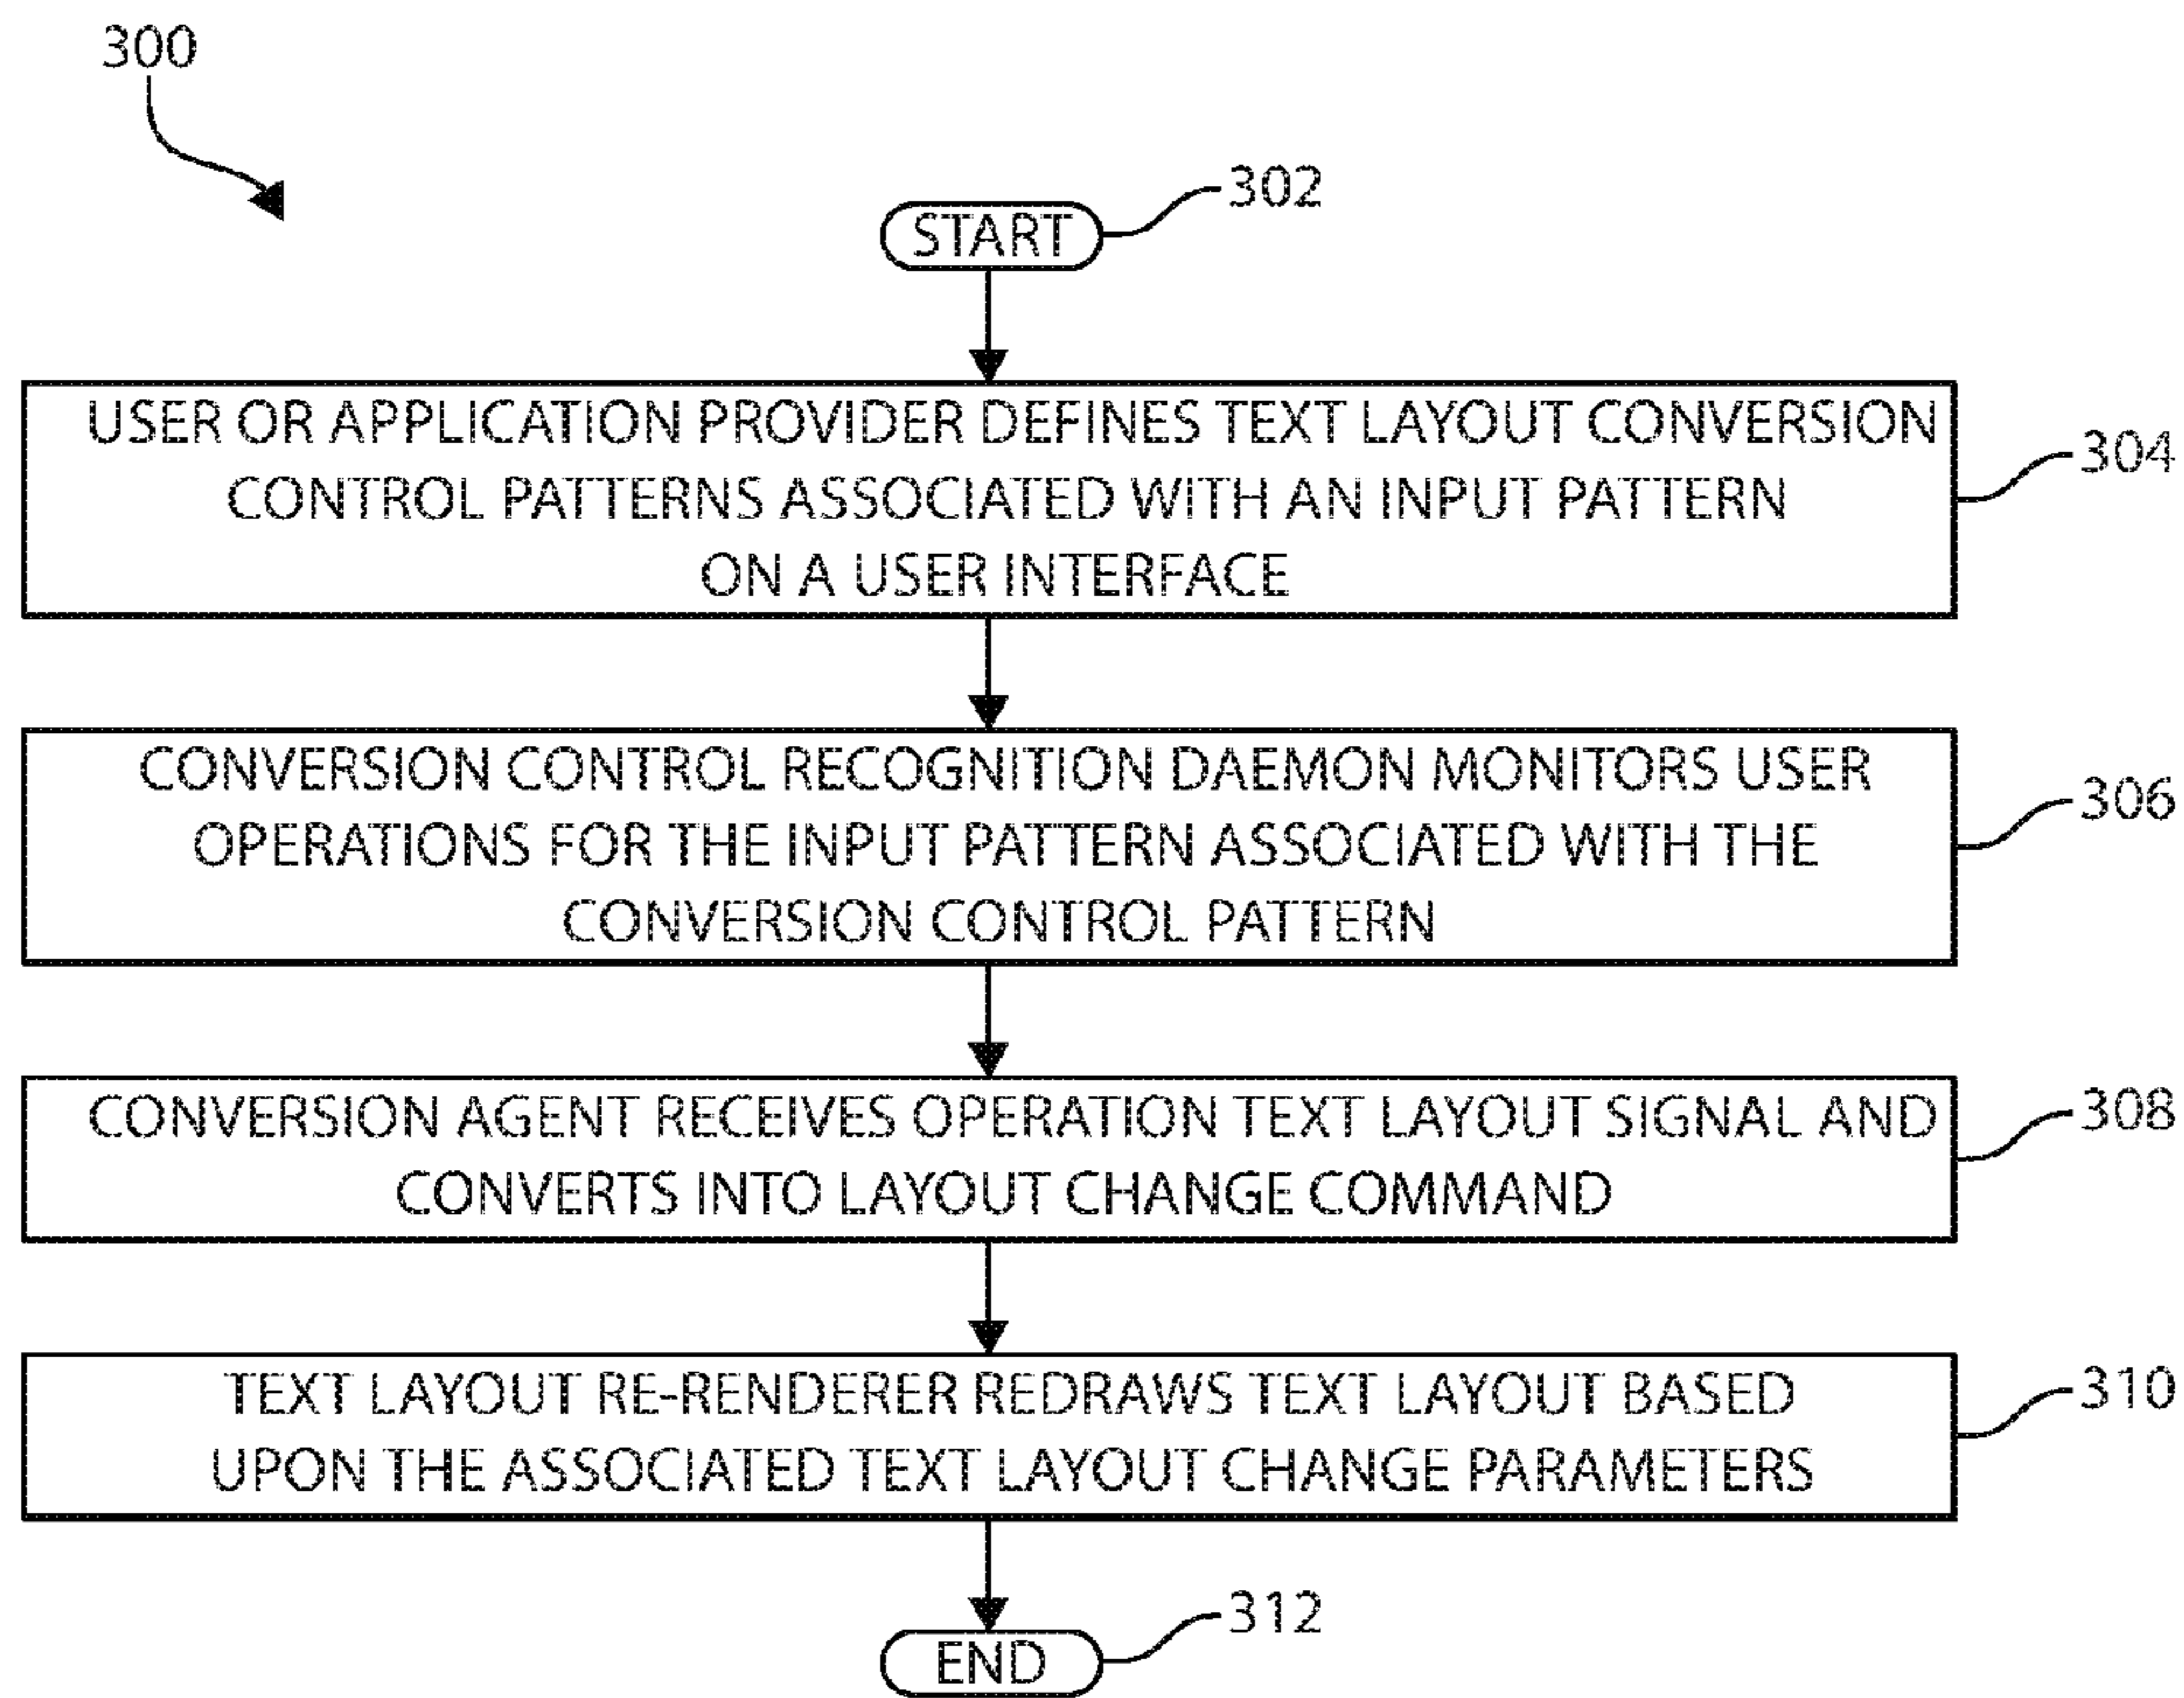 300
START
302
USER OR APPLICATION PROVIDER DEFINES TEXT LAYOUT CONVERSION
CONTROL PATTERNS ASSOCIATED WITH AN INPUT PATTERN
ON A USER INTERFACE
304
CONVERSION CONTROL RECOGNITION DAEMON MONITORS USER
OPERATIONS FOR THE INPUT PATTERN ASSOCIATED WITH THE
CONVERSION CONTROL PATTERN
306
CONVERSION AGENT RECEIVES OPERATION TEXT LAYOUT SIGNAL AND
CONVERTS INTO LAYOUT CHANGE COMMAND
308
TEXT LAYOUT RE-RENDERER REDRAWS TEXT LAYOUT BASED
UPON THE ASSOCIATED TEXT LAYOUT CHANGE PARAMETERS
310
END
312